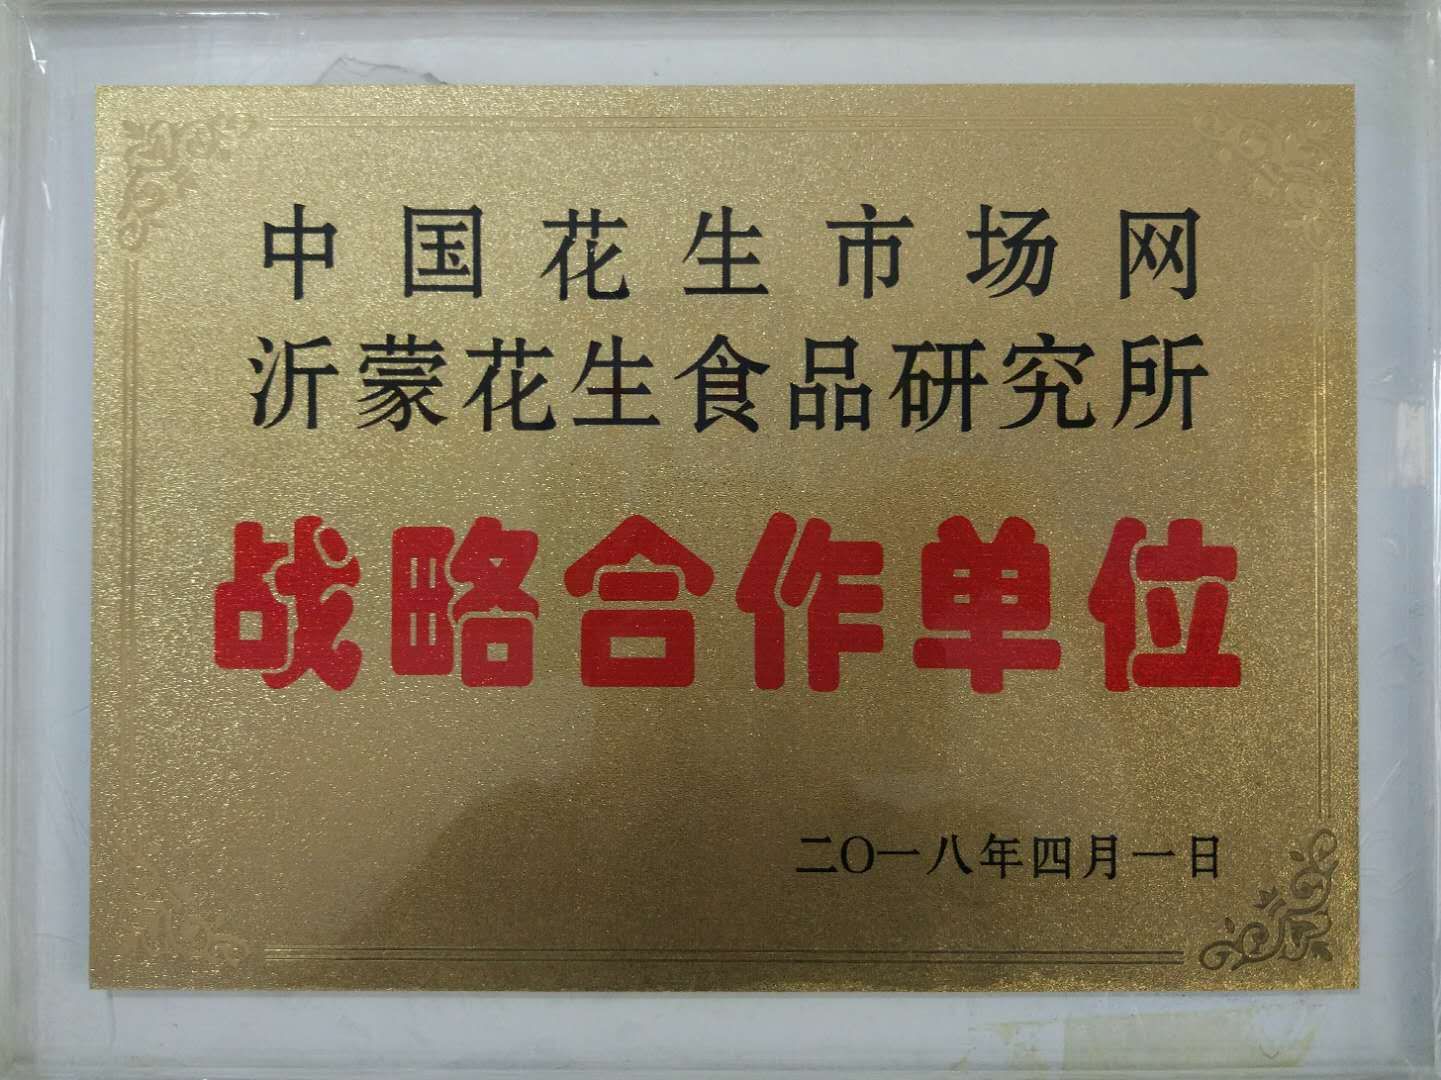 中国花生市场网
沂蒙花生食品研究所
战略合作单位
二〇一八年四月一日